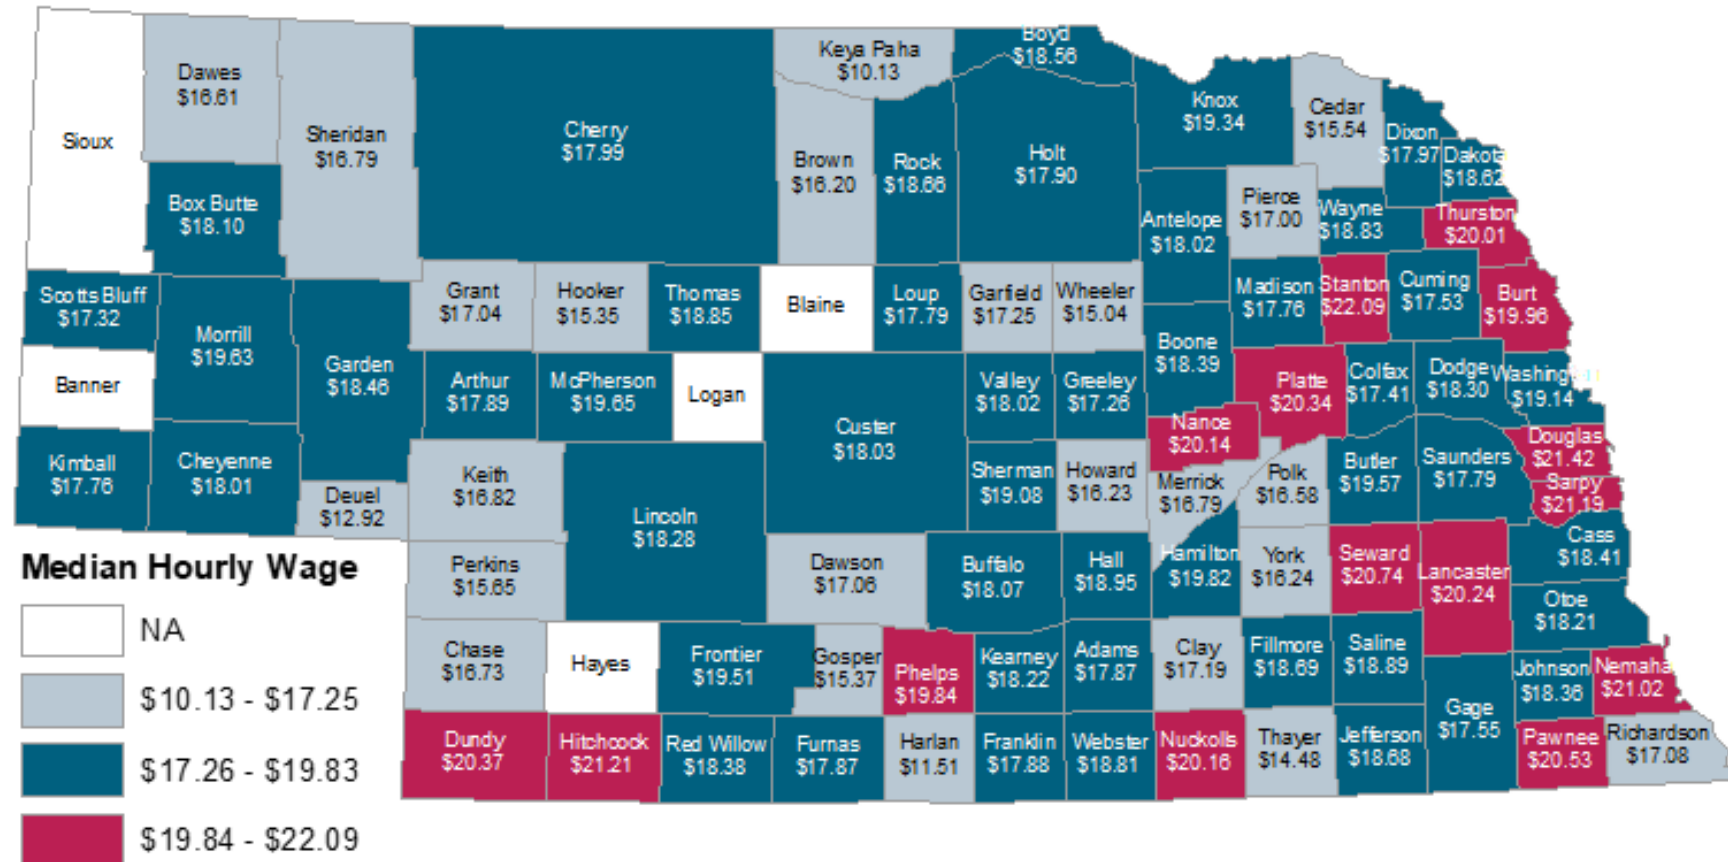 Dawes
$16.61
Sioux
Sheridan
$16.79
Box Butte
$18.10
Cherry
$17.99
Keya Paha
$10.13
Boyd
$18.56
Brown
$16.20
Rock
$18.66
Holt
$17.90
Knox
$19.34
Cedar
$15.54
Dixon
$17.97
Dakota
$18.62
Antelope
$18.02
Pierce
$17.00
Wayne
$18.83
Thurston
$20.01
Scotts Bluff
$17.32
Morrill
$19.63
Banner
Garden
$18.46
Grant
$17.04
Hooker
$15.35
Thomas
$18.85
Blaine
Loup
$17.79
Garfield
$17.25
Wheeler
$15.04
Madison
$17.76
Stanton
$22.09
Cuming
$17.53
Burt
$19.96
Boone
$18.39
Arthur
$17.89
McPherson
$19.65
Logan
Custer
$18.03
Valley
$18.02
Greeley
$17.26
Platte
$20.34
Colfax
$17.41
Dodge
$18.30
$19.14
Nance
$20.14
Kimball
$17.76
Cheyenne
$18.01
Deuel
$12.92
Keith
$16.82
Lincoln
$18.28
Sherman
$19.08
Howard
$16.23
Merrick
$16.79
Polk
$16.58
Butler
$19.57
Saunders
$17.79
Douglas
$21.42
Sarpy
$21.19
Perkins
$15.65
Dawson
$17.06
Buffalo
$18.07
Hall
$18.95
Hamilton
$19.82
York
$16.24
Seward
$20.74
Lancaster
$20.24
Cass
$18.41
Otoe
$18.21
Chase
$16.73
Hayes
Frontier
$19.51
Gosper
$15.37
Phelps
$19.84
Kearney
$18.22
Adams
$17.87
Clay
$17.19
Fillmore
$18.69
Saline
$18.89
Gage
$17.55
Johnson
$18.36
Nemaha
$21.02
Dundy
$20.37
Hitchcock
$21.21
Red Willow
$18.38
Furnas
$17.87
Harlan
$11.51
Franklin
$17.88
Webster
$18.81
Nuckolls
$20.16
Thayer
$14.48
Jefferson
$18.68
Pawnee
$20.53
Richardson
$17.08
Median Hourly Wage
NA
$10.13 - $17.25
$17.26 - $19.83
$19.84 - $22.09